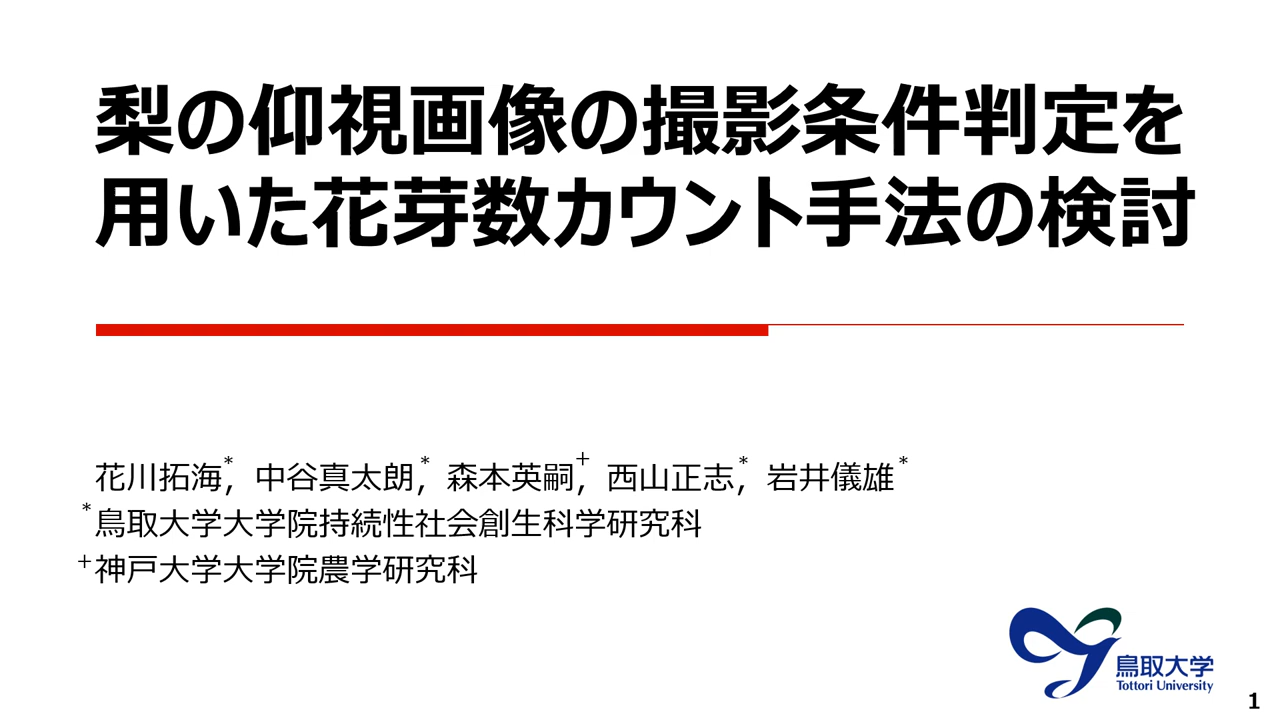 梨の仰視画像の撮影条件判定を
用いた花芽数カウント手法の検討
花川拓海*, 中谷真太朗*, 森本英嗣+, 西山正志*, 岩井儀雄*
*鳥取大学大学院持続性社会創生科学研究科
+神戸大学大学院農学研究科
鳥取大学
Tottori University
1